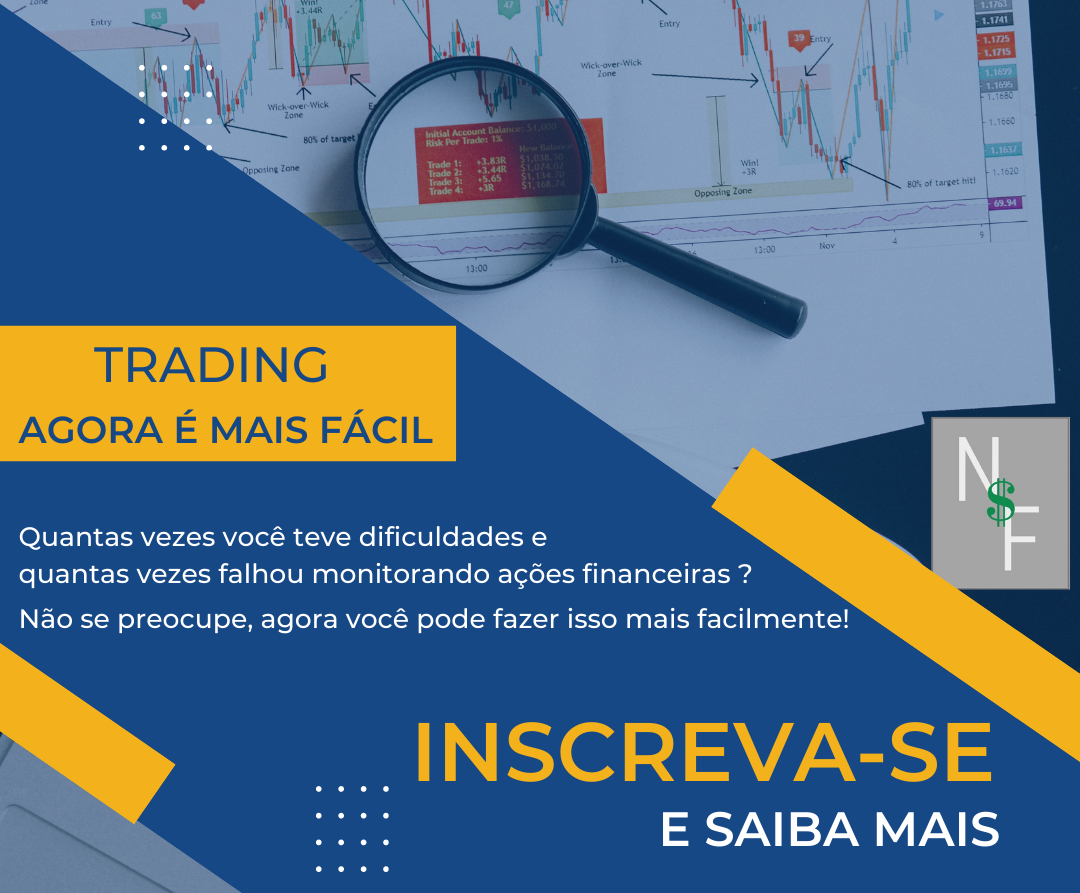 Zone
Entry
63
Win!
+3.44R
47
Entry
39
Entry
1.1763
1.1741
1.1725
1.1715
1.1699
1.1695
1.1680
1.1660
1.1637
1.1620
69.94
Wick-over-Wick
Zone
Wick-over-Wick
Zone
80% of target
Opposing Zone
Initial Account Balance: $1,000
Risk Per Trade: 1%
New Balance
Trade 1: +3.83R $1,038.30
Trade 2: +3.44R $1,074.02
Trade 3: +5.65 $1,134.70
Trade 4: +3R $1,168.74
Win!
+3R
Opposing Zone
80% of target hit!
13:00
13:00
Nov
4
9
TRADING
AGORA É MAIS FÁCIL
N$F
Quantas vezes você teve dificuldades e
quantas vezes falhou monitorando ações financeiras ?
Não se preocupe, agora você pode fazer isso mais facilmente!
INSCREVA-SE
E SAIBA MAIS